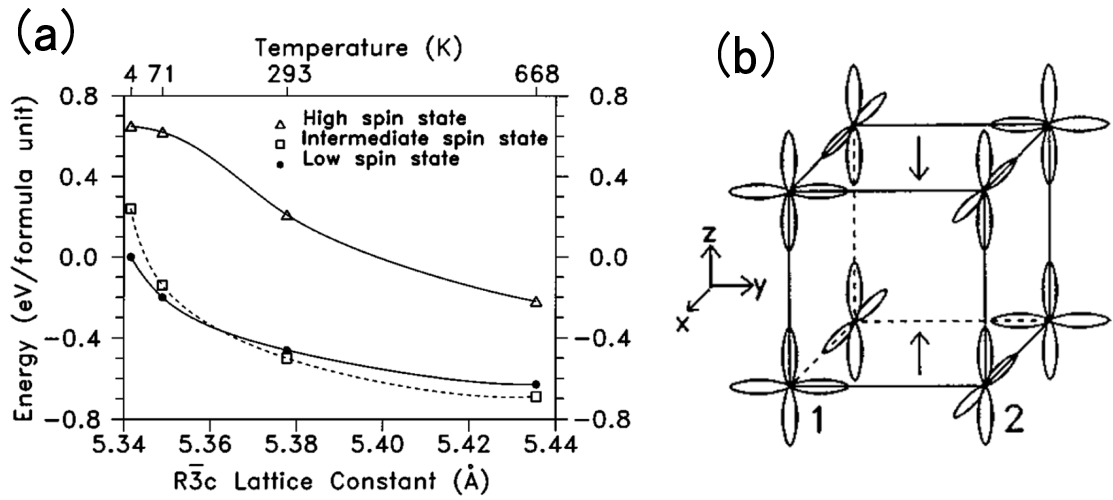 (a)
Temperature (K)
4 71 293 668
Energy (eV/formula unit)
0.8 0.8
0.4 0.4
0.0 0.0
−0.4 −0.4
−0.8 −0.8
High spin state
Intermediate spin state
Low spin state
5.34 5.36 5.38 5.40 5.42 5.44
R3̅c Lattice Constant (Å)
(b)
z
y
x
1 2